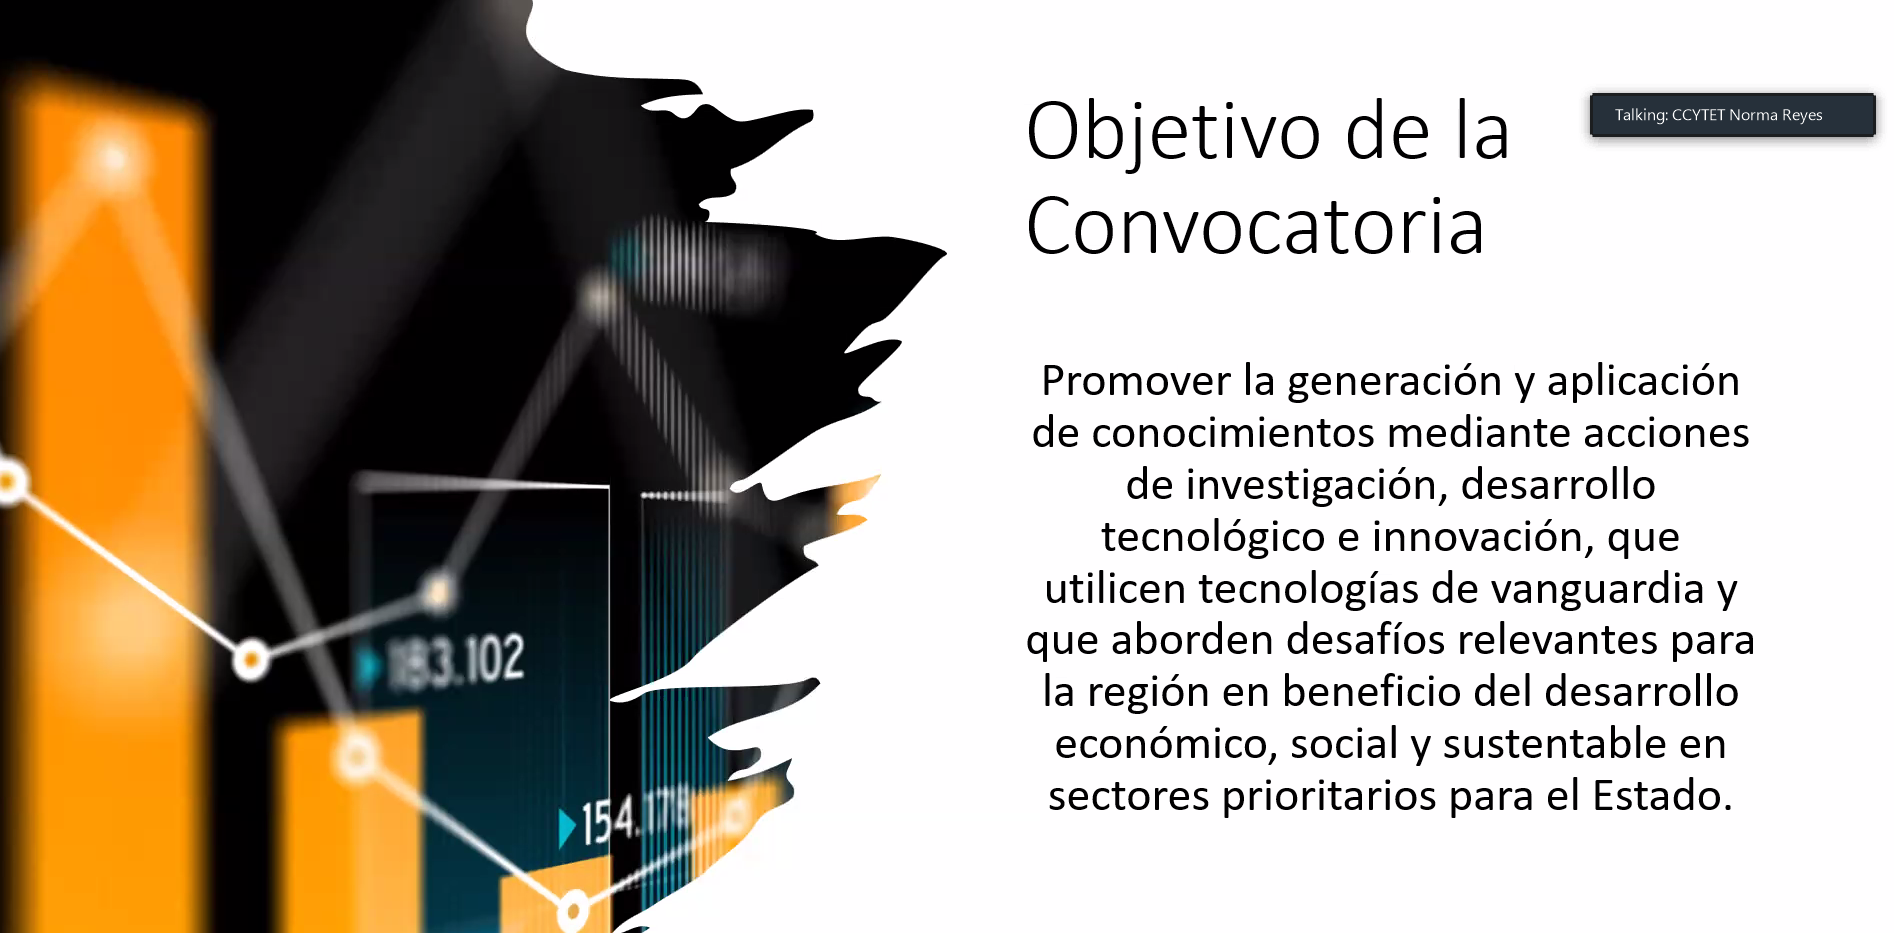 Objetivo de la
Convocatoria
Talking: CCYTET Norma Reyes
Promover la generación y aplicación
de conocimientos mediante acciones
de investigación, desarrollo
tecnológico e innovación, que
utilicen tecnologías de vanguardia y
que aborden desafíos relevantes para
la región en beneficio del desarrollo
económico, social y sustentable en
sectores prioritarios para el Estado.
183.102
154.178